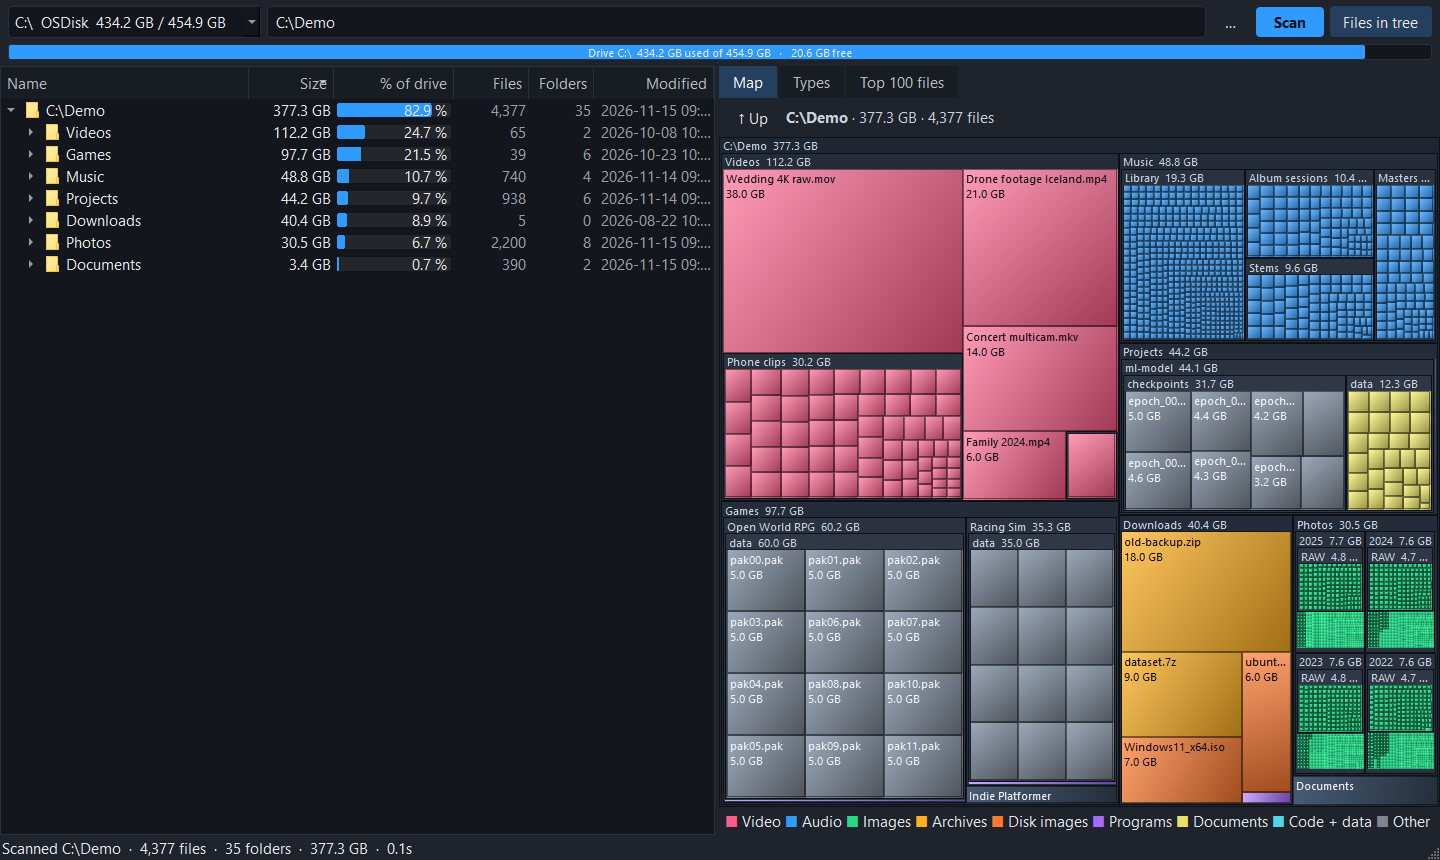 C:\ OSDisk 434.2 GB / 454.9 GB
C:\Demo
...
Scan
Files in tree
Drive C:\ 434.2 GB used of 454.9 GB · 20.6 GB free
Name Size % of drive Files Folders Modified
C:\Demo 377.3 GB 82.9 % 4,377 35 2026-11-15 09:...
Videos 112.2 GB 24.7 % 65 2 2026-10-08 10:...
Games 97.7 GB 21.5 % 39 6 2026-10-23 10:...
Music 48.8 GB 10.7 % 740 4 2026-11-14 09:...
Projects 44.2 GB 9.7 % 938 6 2026-11-14 09:...
Downloads 40.4 GB 8.9 % 5 0 2026-08-22 10:...
Photos 30.5 GB 6.7 % 2,200 8 2026-11-15 09:...
Documents 3.4 GB 0.7 % 390 2 2026-11-15 09:...
Map Types Top 100 files
↑ Up C:\Demo · 377.3 GB · 4,377 files
C:\Demo 377.3 GB
Videos 112.2 GB
Wedding 4K raw.mov
38.0 GB
Drone footage Iceland.mp4
21.0 GB
Concert multicam.mkv
14.0 GB
Phone clips 30.2 GB
Family 2024.mp4
6.0 GB
Music 48.8 GB
Library 19.3 GB
Album sessions 10.4 ...
Masters ...
Stems 9.6 GB
Projects 44.2 GB
ml-model 44.1 GB
checkpoints 31.7 GB
data 12.3 GB
epoch_00...
5.0 GB
epoch_0...
4.4 GB
epoch...
4.2 GB
epoch_00...
4.6 GB
epoch_0...
4.3 GB
epoch...
3.2 GB
Games 97.7 GB
Open World RPG 60.2 GB
data 60.0 GB
pak00.pak
5.0 GB
pak01.pak
5.0 GB
pak02.pak
5.0 GB
pak03.pak
5.0 GB
pak06.pak
5.0 GB
pak07.pak
5.0 GB
pak04.pak
5.0 GB
pak08.pak
5.0 GB
pak10.pak
5.0 GB
pak05.pak
5.0 GB
pak09.pak
5.0 GB
pak11.pak
5.0 GB
Racing Sim 35.3 GB
data 35.0 GB
Indie Platformer
Downloads 40.4 GB
old-backup.zip
18.0 GB
dataset.7z
9.0 GB
ubunt...
6.0 GB
Windows11_x64.iso
7.0 GB
Photos 30.5 GB
2025 7.7 GB
RAW 4.8 ...
2024 7.6 GB
RAW 4.7 ...
2023 7.6 GB
RAW 4.8 ...
2022 7.6 GB
RAW 4.7 ...
Documents
Video Audio Images Archives Disk images Programs Documents Code + data Other
Scanned C:\Demo · 4,377 files · 35 folders · 377.3 GB · 0.1s